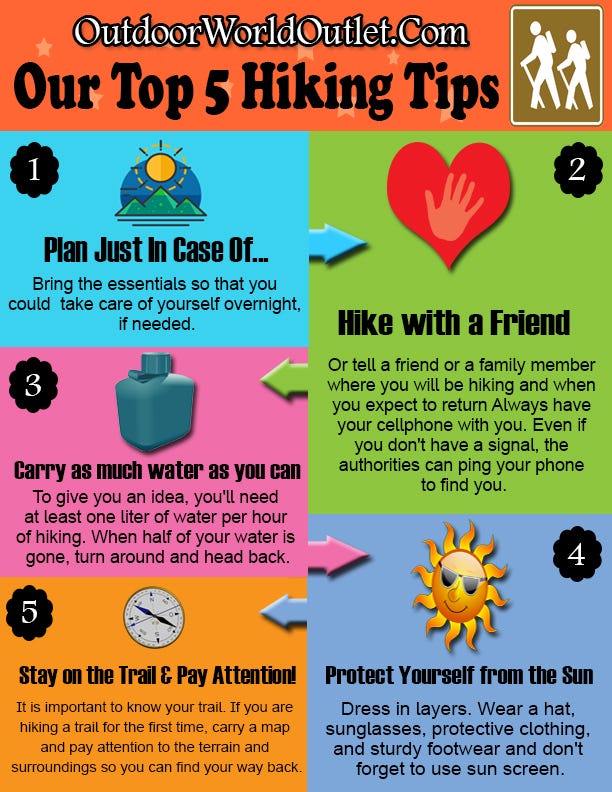 OutdoorWorldOutlet.Com
Our Top 5 Hiking Tips
1
Plan Just In Case Of...
Bring the essentials so that you
could take care of yourself overnight,
if needed.
2
Hike with a Friend
Or tell a friend or a family member
where you will be hiking and when
you expect to return Always have
your cellphone with you. Even if
you don't have a signal, the
authorities can ping your phone
to find you.
3
Carry as much water as you can
To give you an idea, you'll need
at least one liter of water per hour
of hiking. When half of your water is
gone, turn around and head back.
4
Protect Yourself from the Sun
Dress in layers. Wear a hat,
sunglasses, protective clothing,
and sturdy footwear and don't
forget to use sun screen.
5
Stay on the Trail & Pay Attention!
It is important to know your trail. If you are
hiking a trail for the first time, carry a map
and pay attention to the terrain and
surroundings so you can find your way back.